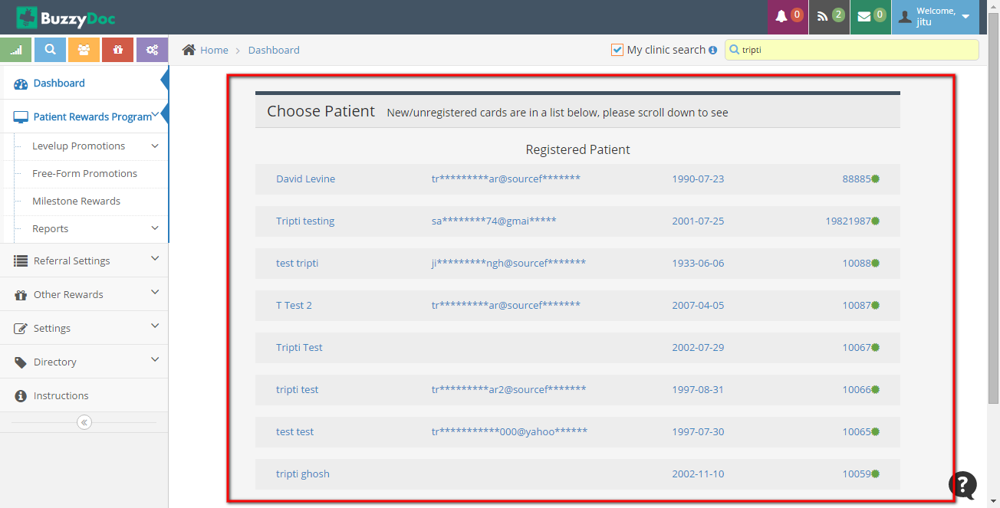 BuzzyDoc
0
2
0
Welcome,
jitu
Home
Dashboard
My clinic search
tripti
Dashboard
Patient Rewards Program
Levelup Promotions
Free-Form Promotions
Milestone Rewards
Reports
Referral Settings
Other Rewards
Settings
Directory
Instructions
Choose Patient New/unregistered cards are in a list below, please scroll down to see
Registered Patient
David Levine tr*********ar@sourcef******* 1990-07-23 88885
Tripti testing sa********74@gmai***** 2001-07-25 19821987
test tripti ji*********ngh@sourcef******* 1933-06-06 10088
T Test 2 tr*********ar@sourcef******* 2007-04-05 10087
Tripti Test 2002-07-29 10067
tripti test tr*********ar2@sourcef******* 1997-08-31 10066
test test tr***********000@yahoo****** 1997-07-30 10065
tripti ghosh 2002-11-10 10059
?